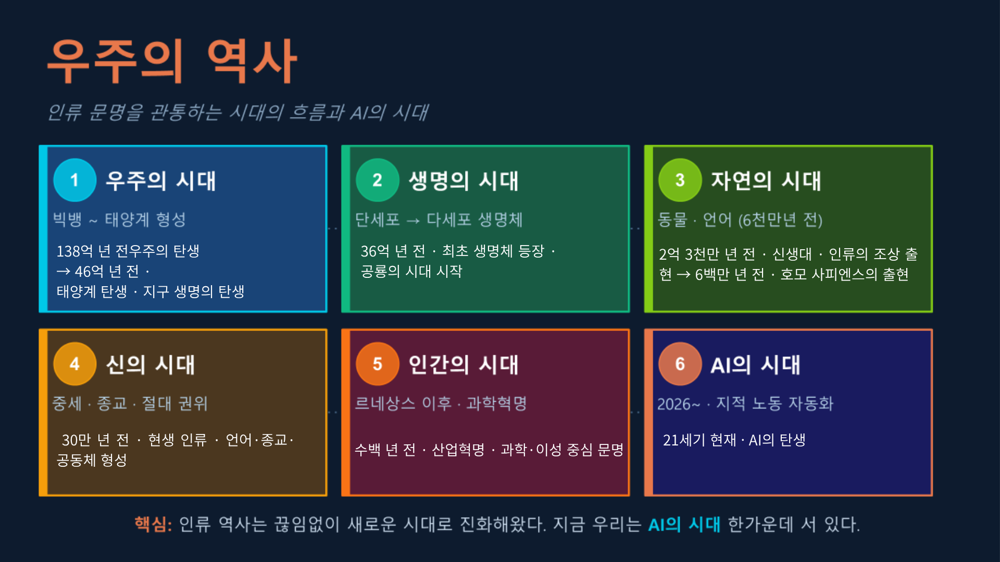 우주의 역사
인류 문명을 관통하는 시대의 흐름과 AI의 시대
1 우주의 시대
빅뱅 ~ 태양계 형성
138억 년 전우주의 탄생
→ 46억 년 전 ·
태양계 탄생 · 지구 생명의 탄생
2 생명의 시대
단세포 → 다세포 생명체
36억 년 전 · 최초 생명체 등장 ·
공룡의 시대 시작
3 자연의 시대
동물 · 언어 (6천만년 전)
2억 3천만 년 전 · 신생대 · 인류의 조상 출
현 → 6백만 년 전 · 호모 사피엔스의 출현
4 신의 시대
중세 · 종교 · 절대 권위
30만 년 전 · 현생 인류 · 언어·종교·
공동체 형성
5 인간의 시대
르네상스 이후 · 과학혁명
수백 년 전 · 산업혁명 · 과학·이성 중심 문명
6 AI의 시대
2026~ · 지적 노동 자동화
21세기 현재 · AI의 탄생
핵심: 인류 역사는 끊임없이 새로운 시대로 진화해왔다. 지금 우리는 AI의 시대 한가운데 서 있다.